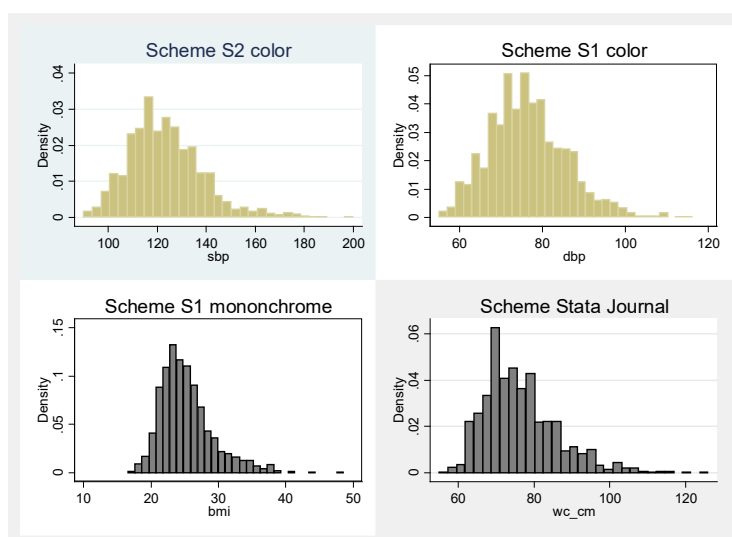 Scheme S2 color
Density
0 .01 .02 .03 .04
100 120 140 160 180 200
sbp
Scheme S1 color
Density
0 .01 .02 .03 .04 .05
60 80 100 120
dbp
Scheme S1 mononchrome
Density
0 .05 .1 .15
10 20 30 40 50
bmi
Scheme Stata Journal
Density
0 .02 .04 .06
60 80 100 120
wc_cm